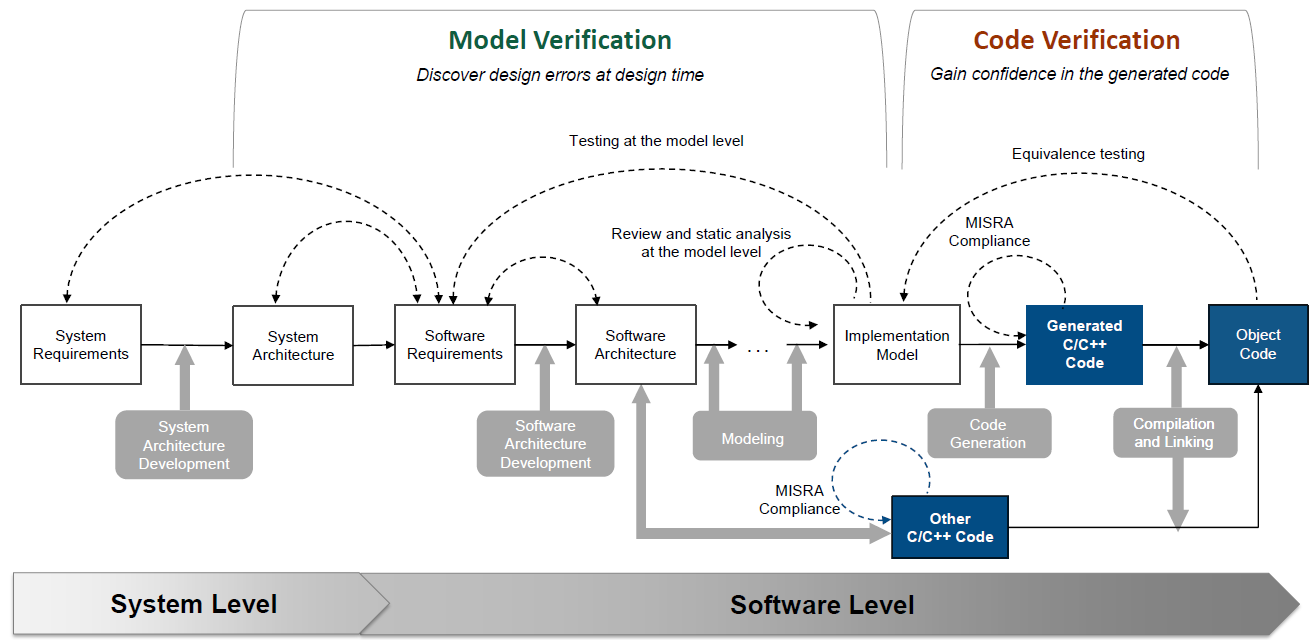 Model Verification
Discover design errors at design time
Code Verification
Gain confidence in the generated code
Testing at the model level
Equivalence testing
Review and static analysis
at the model level
MISRA
Compliance
System
Requirements
System
Architecture
Software
Requirements
Software
Architecture
...
Implementation
Model
Generated
C/C++
Code
Object
Code
System
Architecture
Development
Software
Architecture
Development
Modeling
Code
Generation
Compilation
and Linking
MISRA
Compliance
Other
C/C++ Code
System Level
Software Level